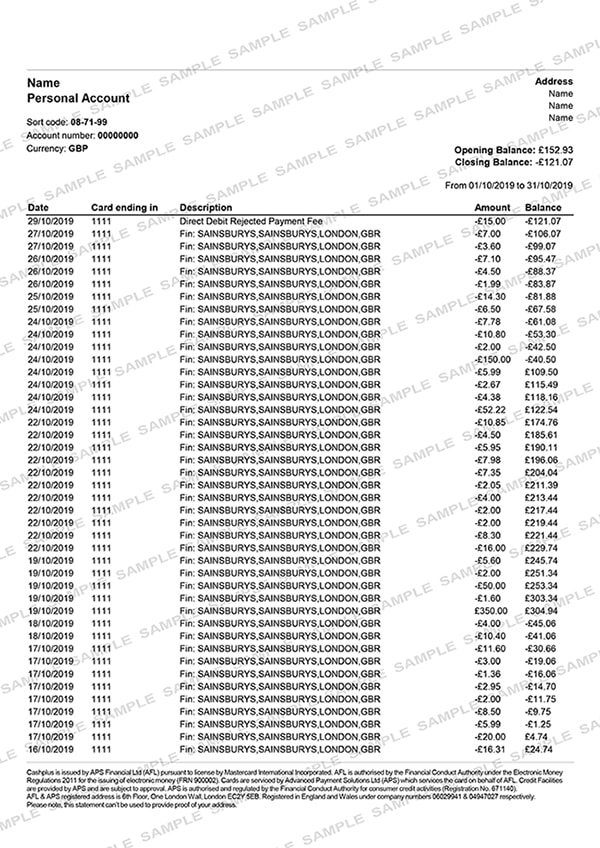 Name
Personal Account
Sort code: 08-71-99
Account number: 00000000
Currency: GBP
Address
Name
Name
Name
Opening Balance: £152.93
Closing Balance: -£121.07
From 01/10/2019 to 31/10/2019
Date Card ending in Description Amount Balance
29/10/2019 1111 Direct Debit Rejected Payment Fee -£15.00 -£121.07
27/10/2019 1111 Fin: SAINSBURYS,SAINSBURYS,LONDON,GBR -£7.00 -£106.07
27/10/2019 1111 Fin: SAINSBURYS,SAINSBURYS,LONDON,GBR -£3.60 -£99.07
26/10/2019 1111 Fin: SAINSBURYS,SAINSBURYS,LONDON,GBR -£7.10 -£95.47
26/10/2019 1111 Fin: SAINSBURYS,SAINSBURYS,LONDON,GBR -£4.50 -£88.37
26/10/2019 1111 Fin: SAINSBURYS,SAINSBURYS,LONDON,GBR -£1.99 -£83.87
25/10/2019 1111 Fin: SAINSBURYS,SAINSBURYS,LONDON,GBR -£14.30 -£81.88
25/10/2019 1111 Fin: SAINSBURYS,SAINSBURYS,LONDON,GBR -£6.50 -£67.58
24/10/2019 1111 Fin: SAINSBURYS,SAINSBURYS,LONDON,GBR -£7.78 -£61.08
24/10/2019 1111 Fin: SAINSBURYS,SAINSBURYS,LONDON,GBR -£10.80 -£53.30
24/10/2019 1111 Fin: SAINSBURYS,SAINSBURYS,LONDON,GBR -£2.00 -£42.50
24/10/2019 1111 Fin: SAINSBURYS,SAINSBURYS,LONDON,GBR -£150.00 -£40.50
24/10/2019 1111 Fin: SAINSBURYS,SAINSBURYS,LONDON,GBR -£5.99 £109.50
24/10/2019 1111 Fin: SAINSBURYS,SAINSBURYS,LONDON,GBR -£2.67 £115.49
24/10/2019 1111 Fin: SAINSBURYS,SAINSBURYS,LONDON,GBR -£4.38 £118.16
24/10/2019 1111 Fin: SAINSBURYS,SAINSBURYS,LONDON,GBR -£52.22 £122.54
22/10/2019 1111 Fin: SAINSBURYS,SAINSBURYS,LONDON,GBR -£10.85 £174.76
22/10/2019 1111 Fin: SAINSBURYS,SAINSBURYS,LONDON,GBR -£4.50 £185.61
22/10/2019 1111 Fin: SAINSBURYS,SAINSBURYS,LONDON,GBR -£5.95 £190.11
22/10/2019 1111 Fin: SAINSBURYS,SAINSBURYS,LONDON,GBR -£7.98 £196.06
22/10/2019 1111 Fin: SAINSBURYS,SAINSBURYS,LONDON,GBR -£7.35 £204.04
22/10/2019 1111 Fin: SAINSBURYS,SAINSBURYS,LONDON,GBR -£2.05 £211.39
22/10/2019 1111 Fin: SAINSBURYS,SAINSBURYS,LONDON,GBR -£4.00 £213.44
22/10/2019 1111 Fin: SAINSBURYS,SAINSBURYS,LONDON,GBR -£2.00 £217.44
22/10/2019 1111 Fin: SAINSBURYS,SAINSBURYS,LONDON,GBR -£2.00 £219.44
22/10/2019 1111 Fin: SAINSBURYS,SAINSBURYS,LONDON,GBR -£8.30 £221.44
22/10/2019 1111 Fin: SAINSBURYS,SAINSBURYS,LONDON,GBR -£16.00 £229.74
19/10/2019 1111 Fin: SAINSBURYS,SAINSBURYS,LONDON,GBR -£5.60 £245.74
19/10/2019 1111 Fin: SAINSBURYS,SAINSBURYS,LONDON,GBR -£2.00 £251.34
19/10/2019 1111 Fin: SAINSBURYS,SAINSBURYS,LONDON,GBR -£50.00 £253.34
19/10/2019 1111 Fin: SAINSBURYS,SAINSBURYS,LONDON,GBR -£1.60 £303.34
19/10/2019 1111 Fin: SAINSBURYS,SAINSBURYS,LONDON,GBR £350.00 £304.94
18/10/2019 1111 Fin: SAINSBURYS,SAINSBURYS,LONDON,GBR -£4.00 -£45.06
18/10/2019 1111 Fin: SAINSBURYS,SAINSBURYS,LONDON,GBR -£10.40 -£41.06
17/10/2019 1111 Fin: SAINSBURYS,SAINSBURYS,LONDON,GBR -£11.60 -£30.66
17/10/2019 1111 Fin: SAINSBURYS,SAINSBURYS,LONDON,GBR -£3.00 -£19.06
17/10/2019 1111 Fin: SAINSBURYS,SAINSBURYS,LONDON,GBR -£1.36 -£16.06
17/10/2019 1111 Fin: SAINSBURYS,SAINSBURYS,LONDON,GBR -£2.95 -£14.70
17/10/2019 1111 Fin: SAINSBURYS,SAINSBURYS,LONDON,GBR -£2.00 -£11.75
17/10/2019 1111 Fin: SAINSBURYS,SAINSBURYS,LONDON,GBR -£8.50 -£9.75
17/10/2019 1111 Fin: SAINSBURYS,SAINSBURYS,LONDON,GBR -£5.99 -£1.25
17/10/2019 1111 Fin: SAINSBURYS,SAINSBURYS,LONDON,GBR -£20.00 £4.74
16/10/2019 1111 Fin: SAINSBURYS,SAINSBURYS,LONDON,GBR -£16.31 £24.74
Cashplus is issued by APS Financial Ltd (AFL) pursuant to license by Mastercard International Incorporated. AFL is authorised by the Financial Conduct Authority under the Electronic Money
Regulations 2011 for the issuing of electronic money (FRN 900002). Cards are serviced by Advanced Payment Solutions Ltd (APS) which services the card on behalf of AFL. Credit Facilities
are provided by APS and are subject to approval. APS is authorised and regulated by the Financial Conduct Authority for consumer credit activities (Registration No. 671140).
AFL & APS registered address is 6th Floor, One London Wall, London EC2Y 5EB. Registered in England and Wales under company numbers 06029941 & 04947027 respectively.
Please note, this statement can't be used to provide proof of your address.
SAMPLE